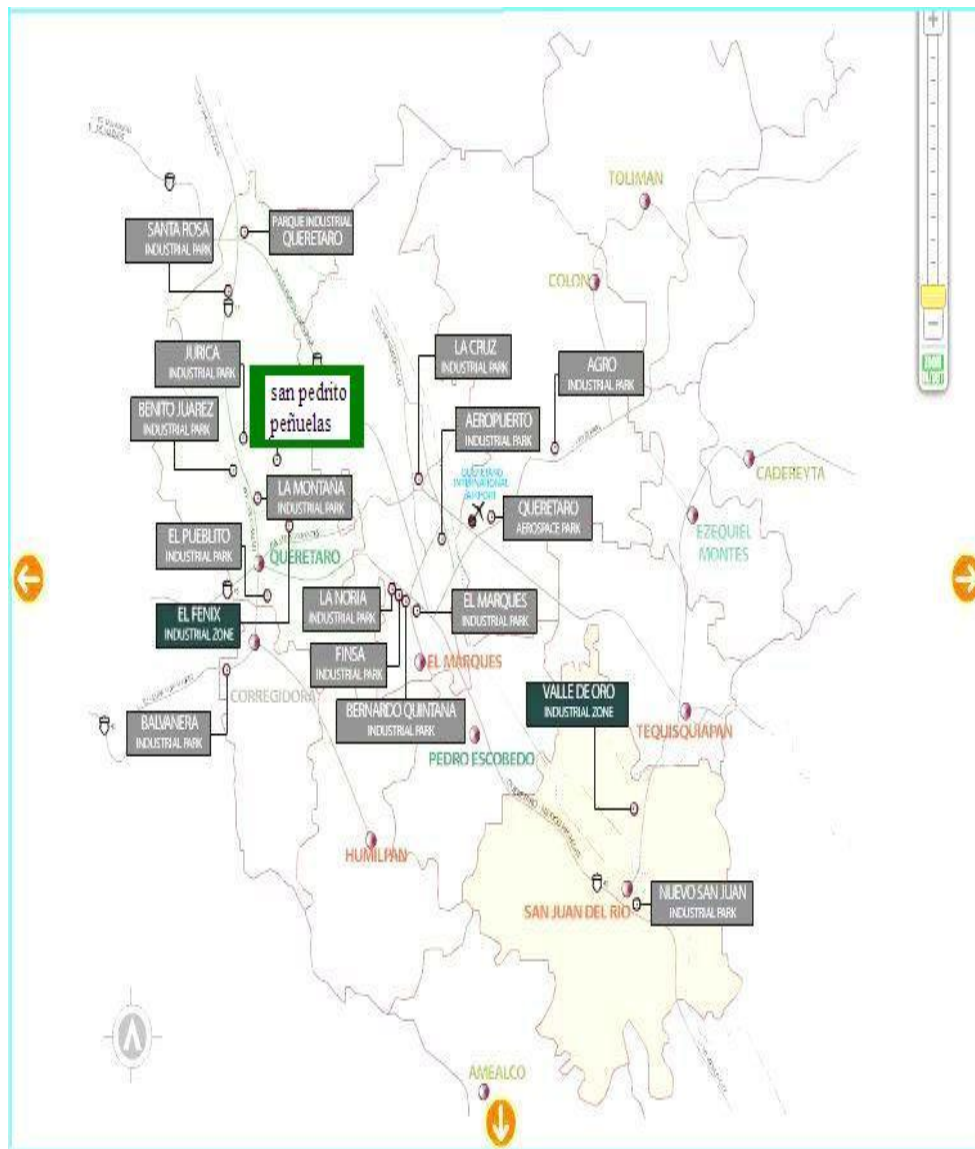 TOLIMAN
PARQUE INDUSTRIAL
QUERETARO
SANTA ROSA
INDUSTRIAL PARK
COLON
JURICA
INDUSTRIAL PARK
LA CRUZ
INDUSTRIAL PARK
AGRO
INDUSTRIAL PARK
san pedrito
peñuelas
BENITO JUAREZ
INDUSTRIAL PARK
AEROPUERTO
INDUSTRIAL PARK
CADEREYTA
QUERETARO
INTERNATIONAL
AIRPORT
LA MONTANA
INDUSTRIAL PARK
QUERETARO
AEROSPACE PARK
EZEQUIEL
MONTES
EL PUEBLITO
INDUSTRIAL PARK
QUERETARO
LA NORIA
INDUSTRIAL PARK
EL MARQUES
INDUSTRIAL PARK
EL FENIX
INDUSTRIAL ZONE
FINSA
INDUSTRIAL PARK
EL MARQUES
CORREGIDORA
VALLE DE ORO
INDUSTRIAL ZONE
BERNARDO QUINTANA
INDUSTRIAL PARK
BALVANERA
INDUSTRIAL PARK
TEQUISQUIAPAN
PEDRO ESCOBEDO
HUMILPAN
NUEVO SAN JUAN
INDUSTRIAL PARK
SAN JUAN DEL RIO
AMEALCO